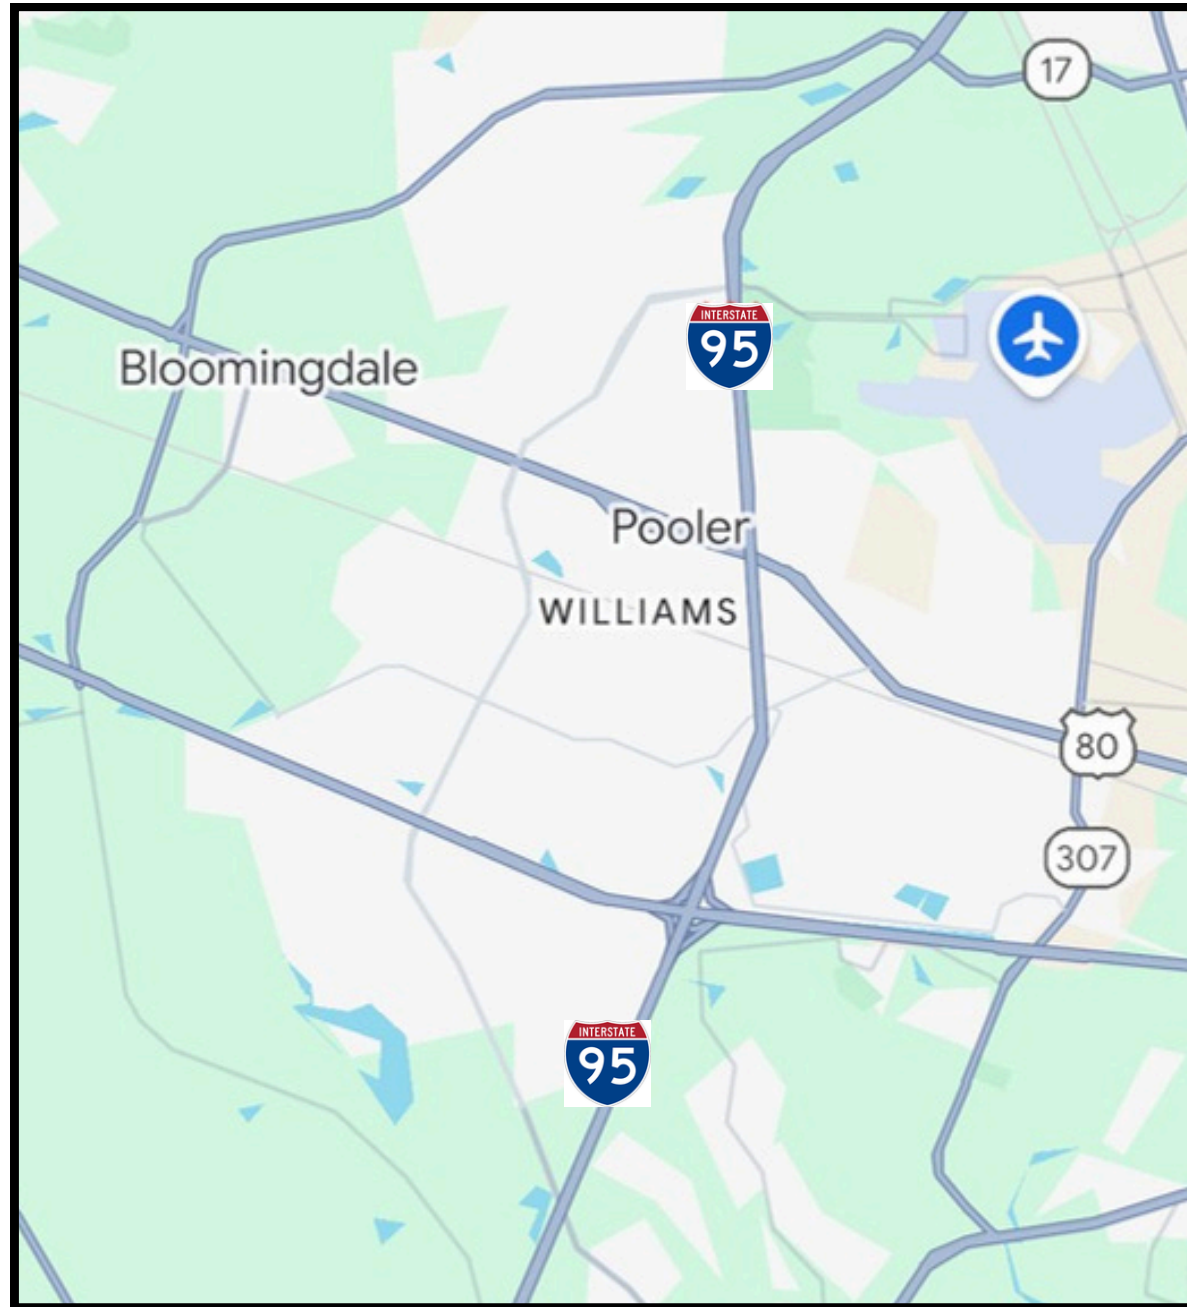 17
INTERSTATE
95
Bloomingdale
Pooler
WILLIAMS
80
307
INTERSTATE
95